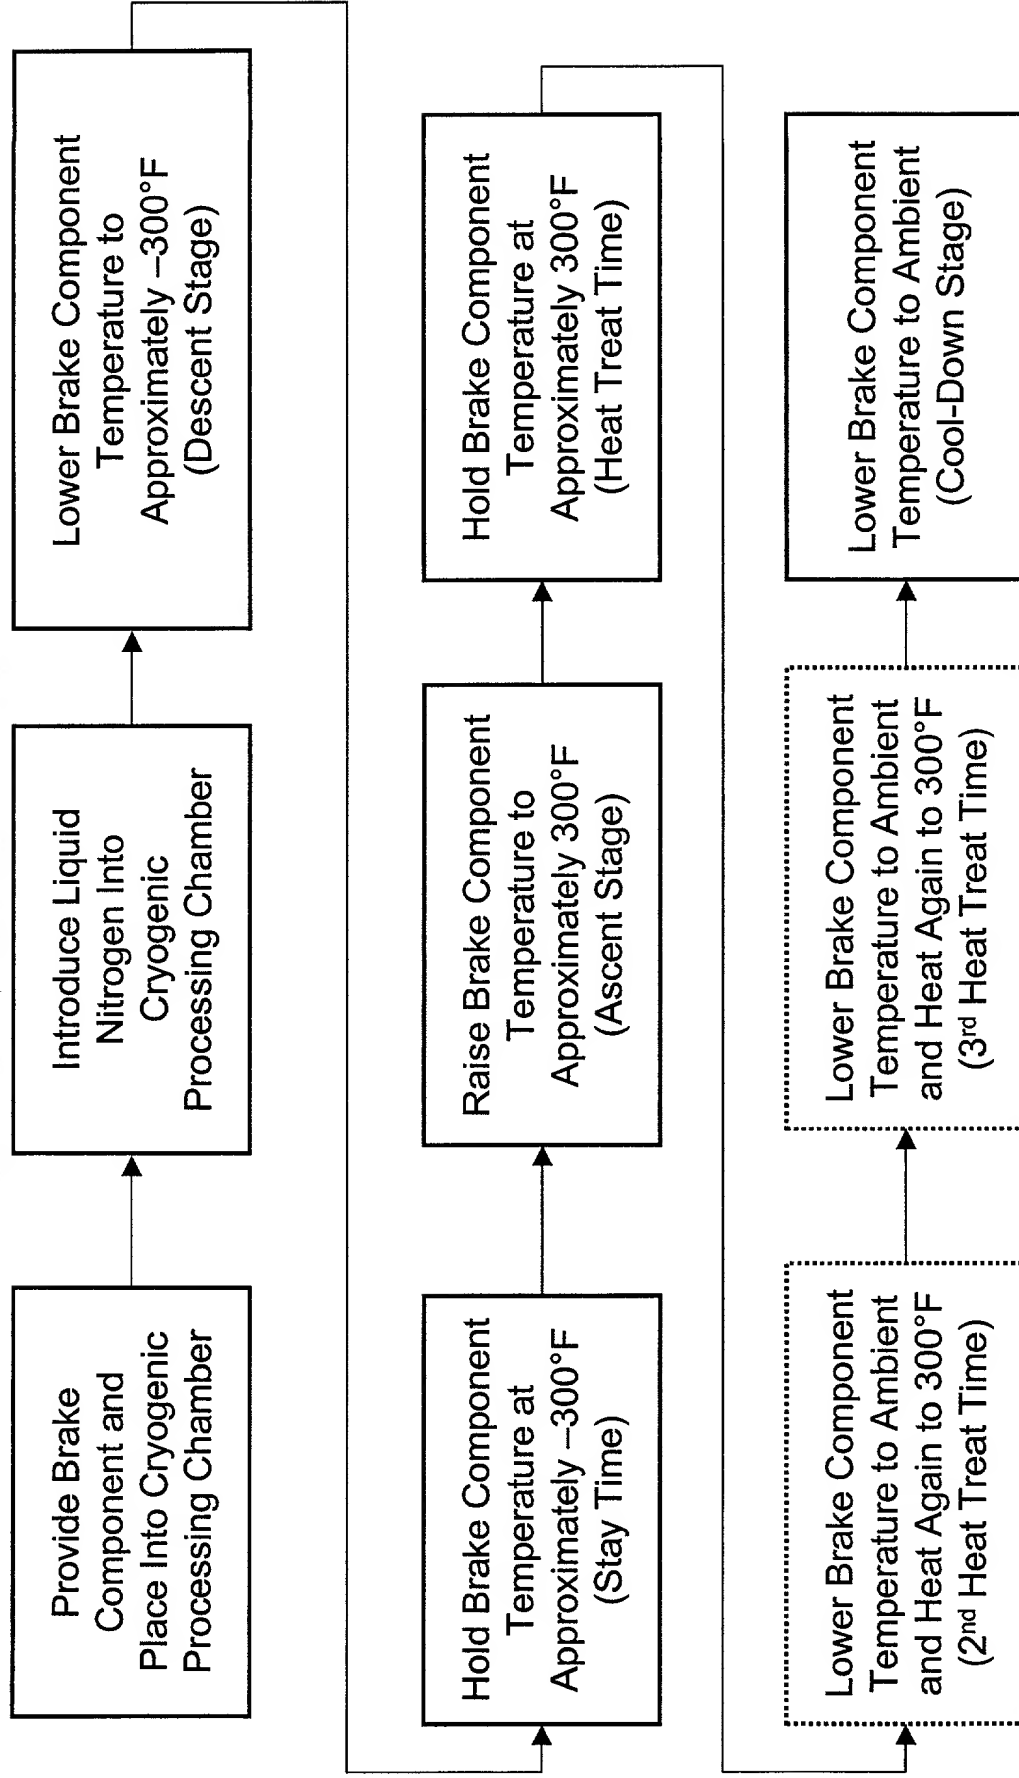 Provide Brake
Component and
Place Into Cryogenic
Processing Chamber
Introduce Liquid
Nitrogen Into
Cryogenic
Processing Chamber
Lower Brake Component
Temperature to
Approximately –300°F
(Descent Stage)
Hold Brake Component
Temperature at
Approximately –300°F
(Stay Time)
Raise Brake Component
Temperature to
Approximately 300°F
(Ascent Stage)
Hold Brake Component
Temperature at
Approximately 300°F
(Heat Treat Time)
Lower Brake Component
Temperature to Ambient
and Heat Again to 300°F
(2nd Heat Treat Time)
Lower Brake Component
Temperature to Ambient
and Heat Again to 300°F
(3rd Heat Treat Time)
Lower Brake Component
Temperature to Ambient
(Cool-Down Stage)